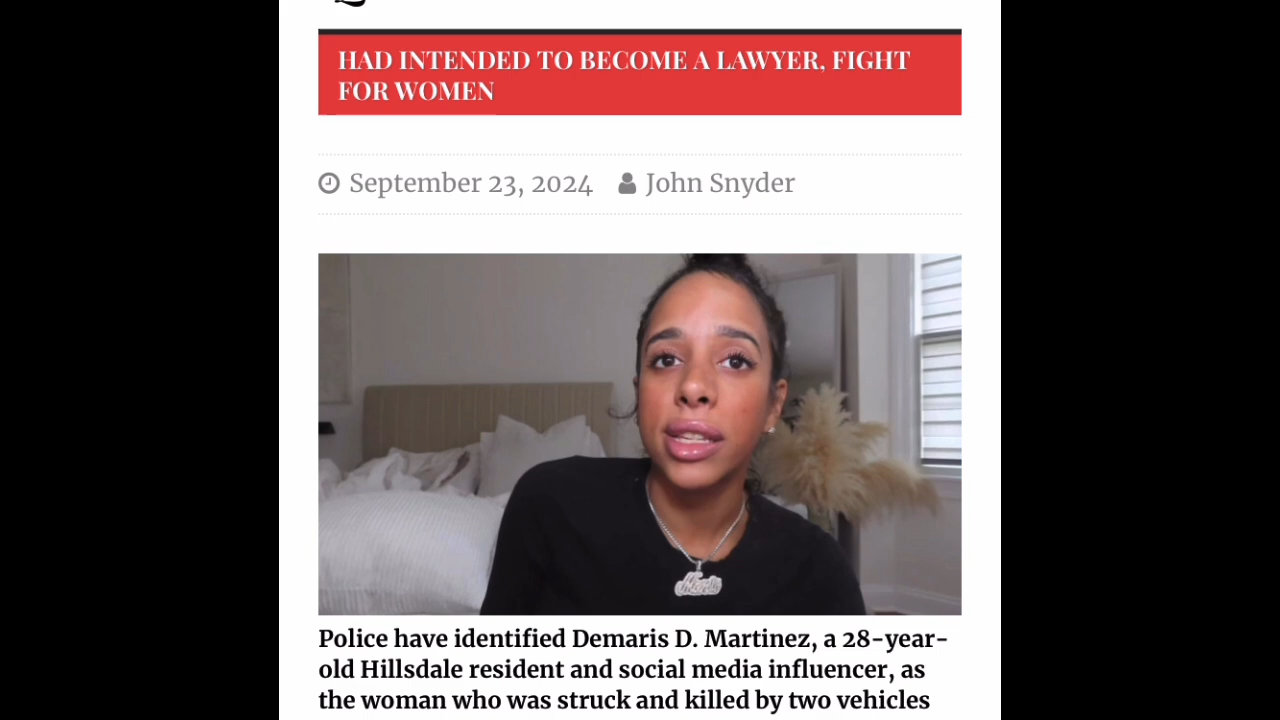 HAD INTENDED TO BECOME A LAWYER, FIGHT
FOR WOMEN
September 23, 2024 John Snyder
Police have identified Demaris D. Martinez, a 28-year-
old Hillsdale resident and social media influencer, as
the woman who was struck and killed by two vehicles